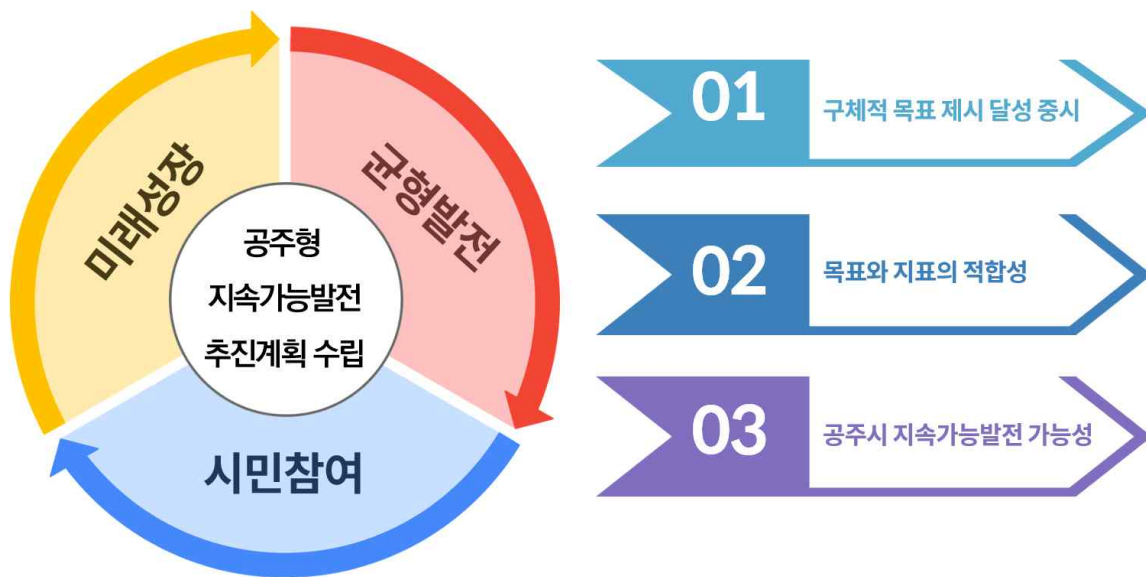 미래성장
균형발전
공주형
지속가능발전
추진계획 수립
시민참여
01
구체적 목표 제시 달성 중시
02
목표와 지표의 적합성
03
공주시 지속가능발전 가능성